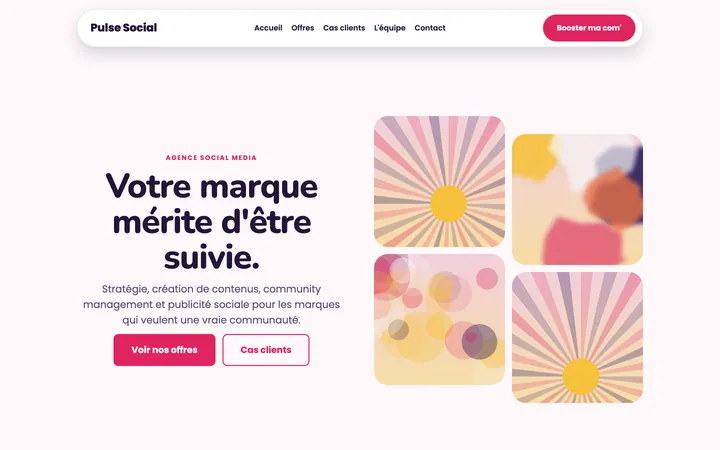 Pulse Social
Accueil Offres Cas clients L'équipe Contact
Booster ma com'
AGENCE SOCIAL MEDIA
Votre marque
mérite d'être
suivie.
Stratégie, création de contenus, community
management et publicité sociale pour les marques
qui veulent une vraie communauté.
Voir nos offres
Cas clients